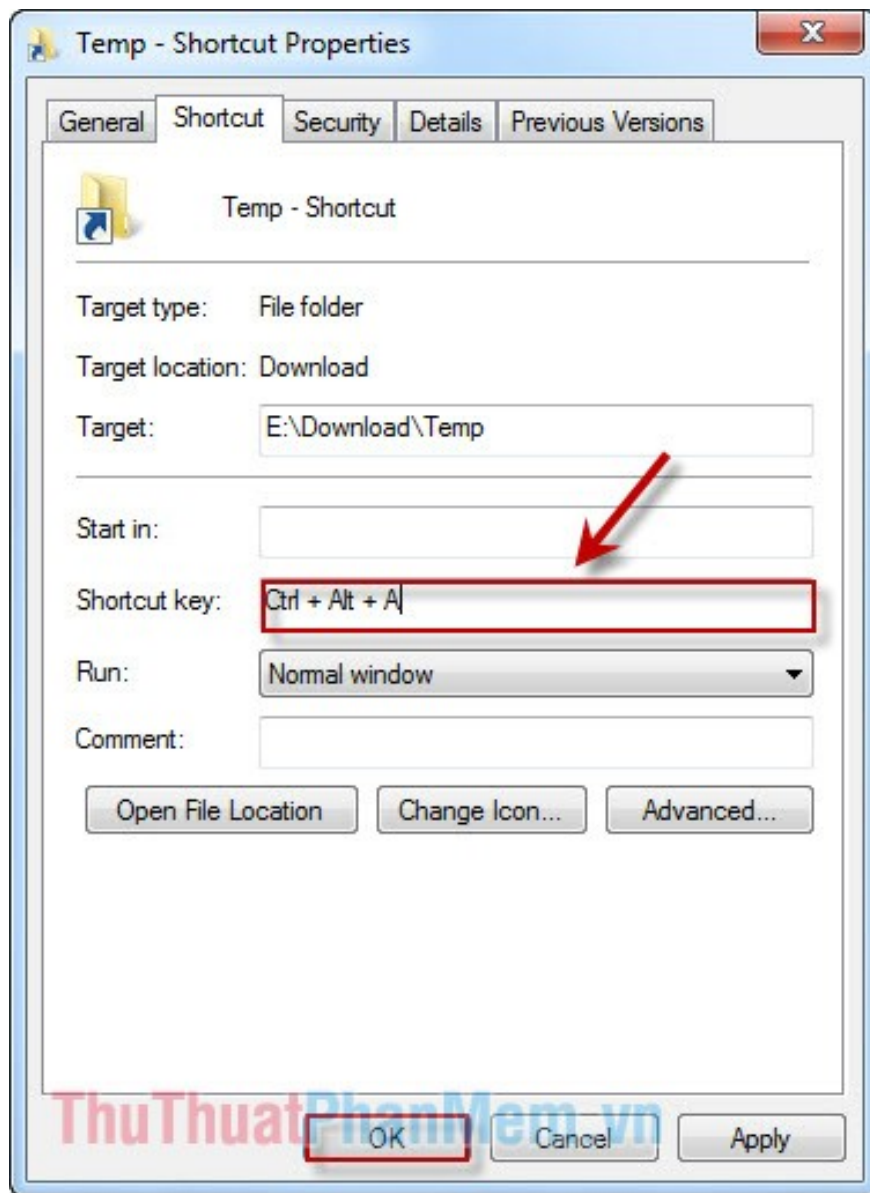 Temp - Shortcut Properties
General Shortcut Security Details Previous Versions
Temp - Shortcut
Target type: File folder
Target location: Download
Target: E:\Download\Temp
Start in:
Shortcut key: Ctrl + Alt + A
Run: Normal window
Comment:
Open File Location Change Icon... Advanced...
ThuThuatPhanMem.vn
OK Cancel Apply